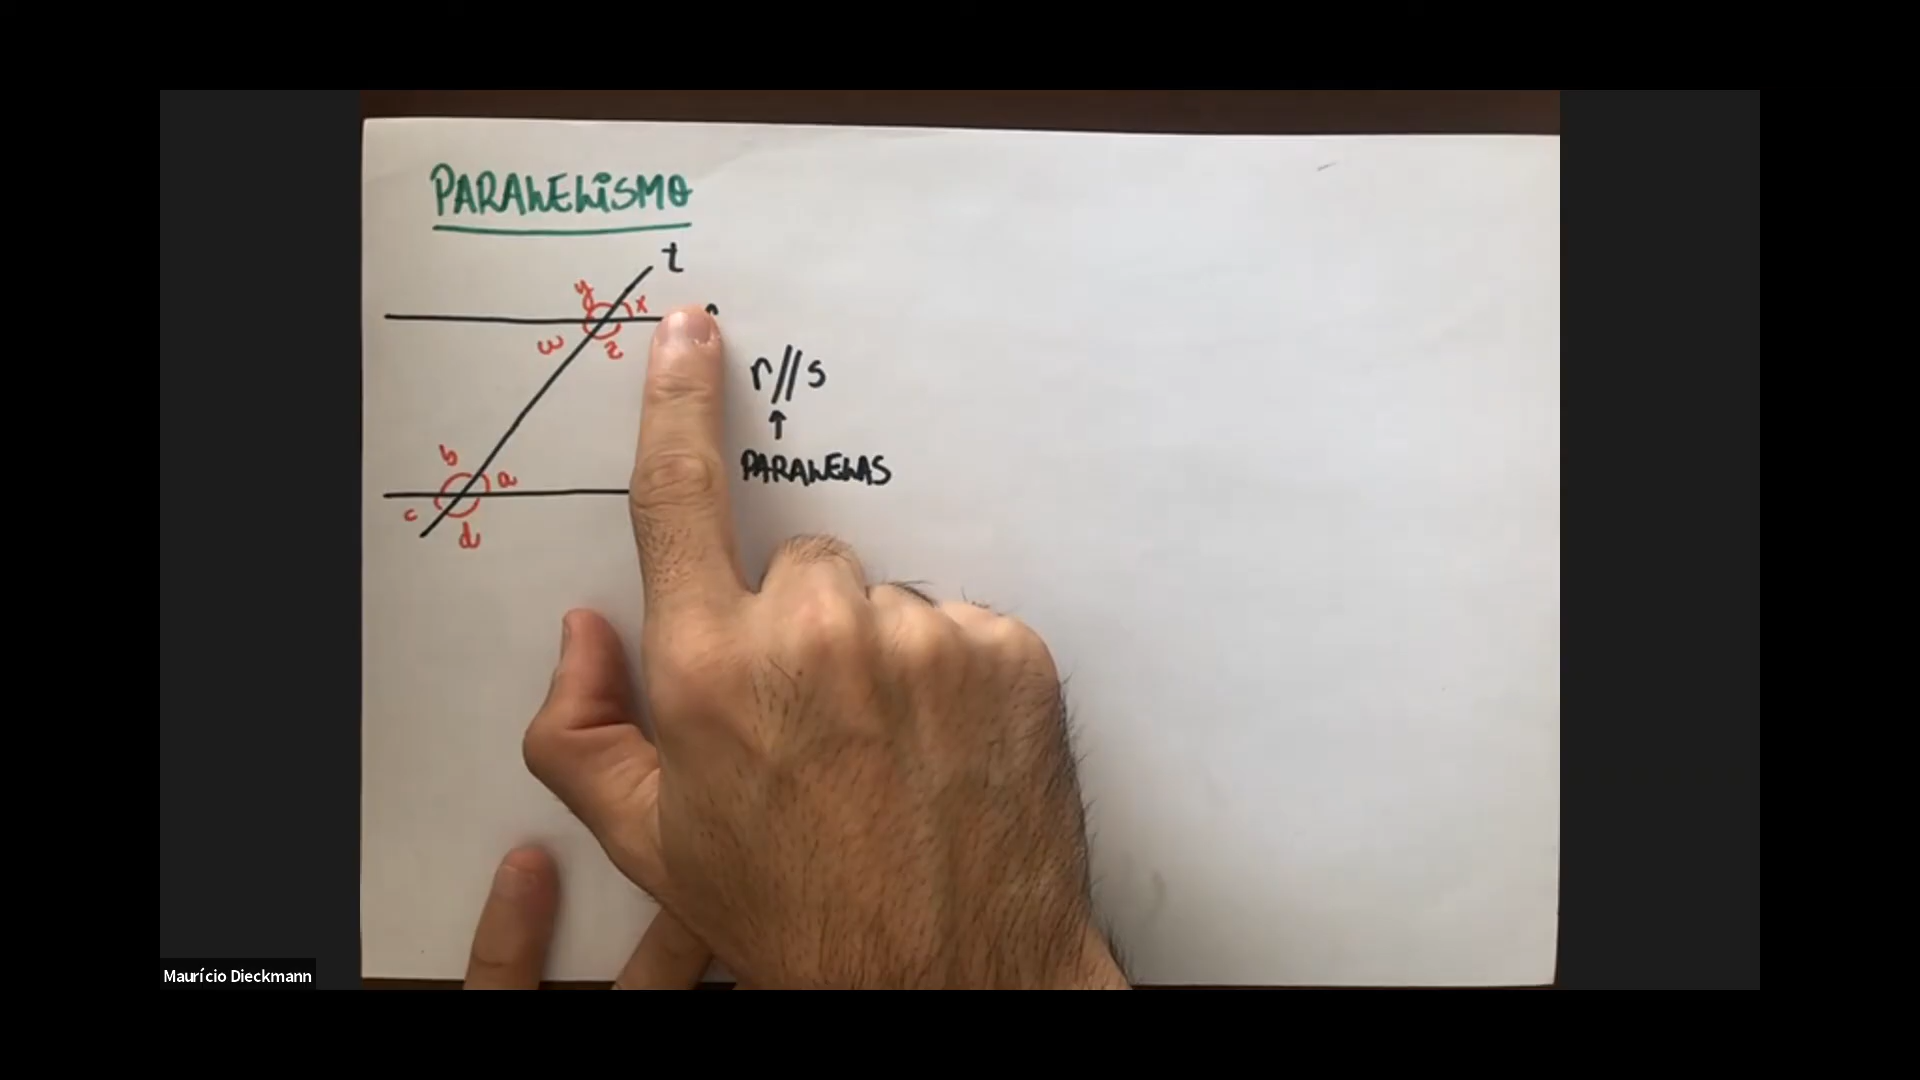 PARALELISMO
t
y
x
w
z
r//s
↑
PARALELAS
b
a
c
d
Maurício Dieckmann